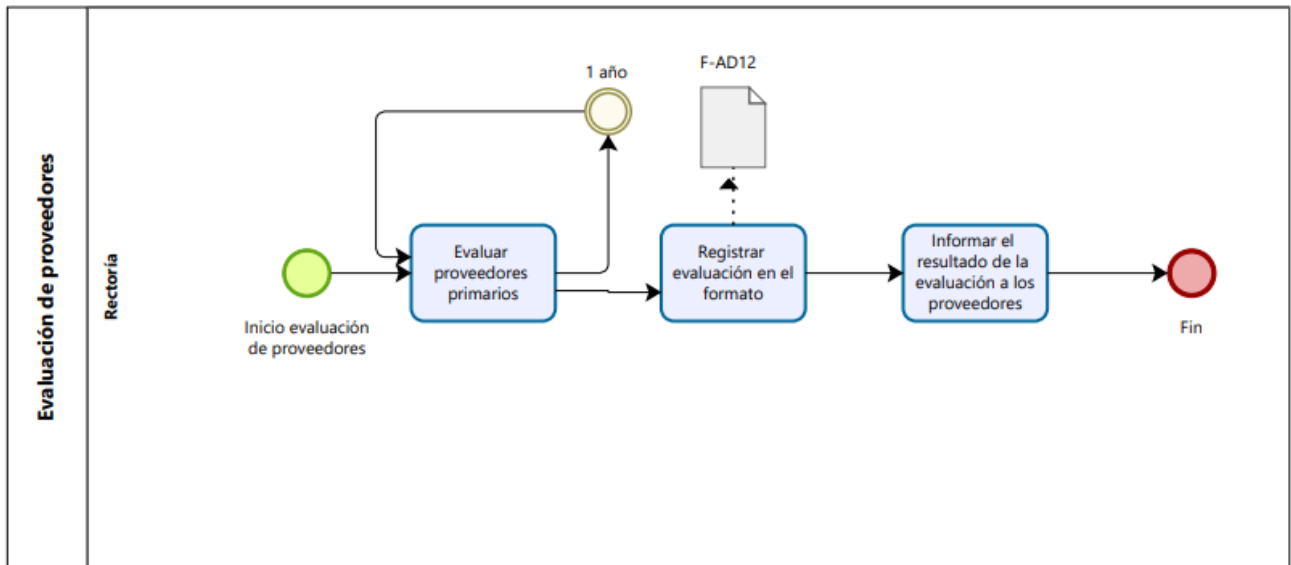 Evaluación de proveedores
Rectoría
Inicio evaluación
de proveedores
1 año
Evaluar
proveedores
primarios
F-AD12
Registrar
evaluación en el
formato
Informar el
resultado de la
evaluación a los
proveedores
Fin